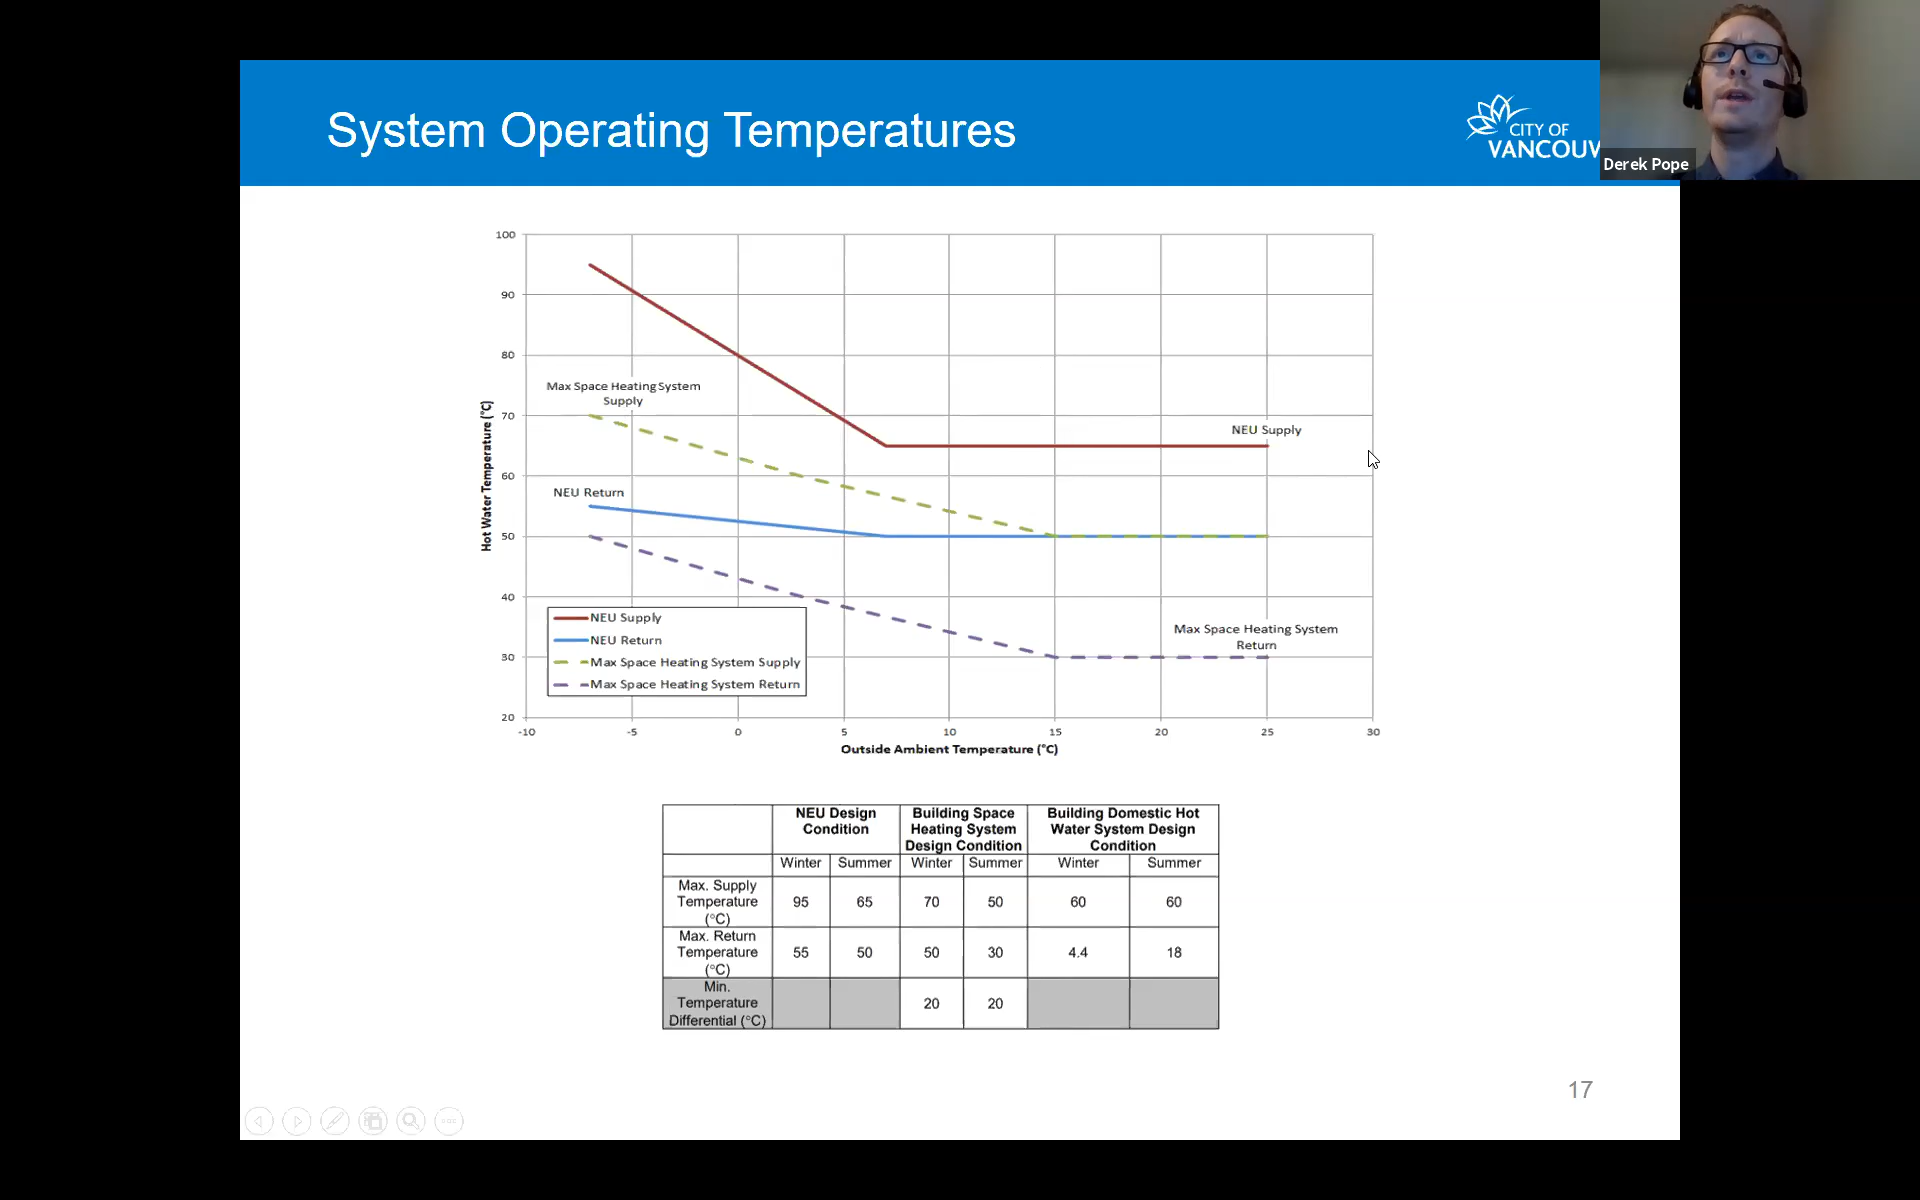 System Operating Temperatures
CITY OF
VANCOUV
Derek Pope
100
90
80
70
60
50
40
30
20
Hot Water Temperature (°C)
Max Space Heating System
Supply
NEU Supply
NEU Return
Max Space Heating System
Return
NEU Supply
NEU Return
Max Space Heating System Supply
Max Space Heating System Return
-10 -5 0 5 10 15 20 25 30
Outside Ambient Temperature (°C)
NEU Design
Condition
Building Space
Heating System
Design Condition
Building Domestic Hot
Water System Design
Condition
Winter Summer Winter Summer Winter Summer
Max. Supply
Temperature
(°C)
95 65 70 50 60 60
Max. Return
Temperature
(°C)
55 50 50 30 4.4 18
Min.
Temperature
Differential (°C)
20 20
17